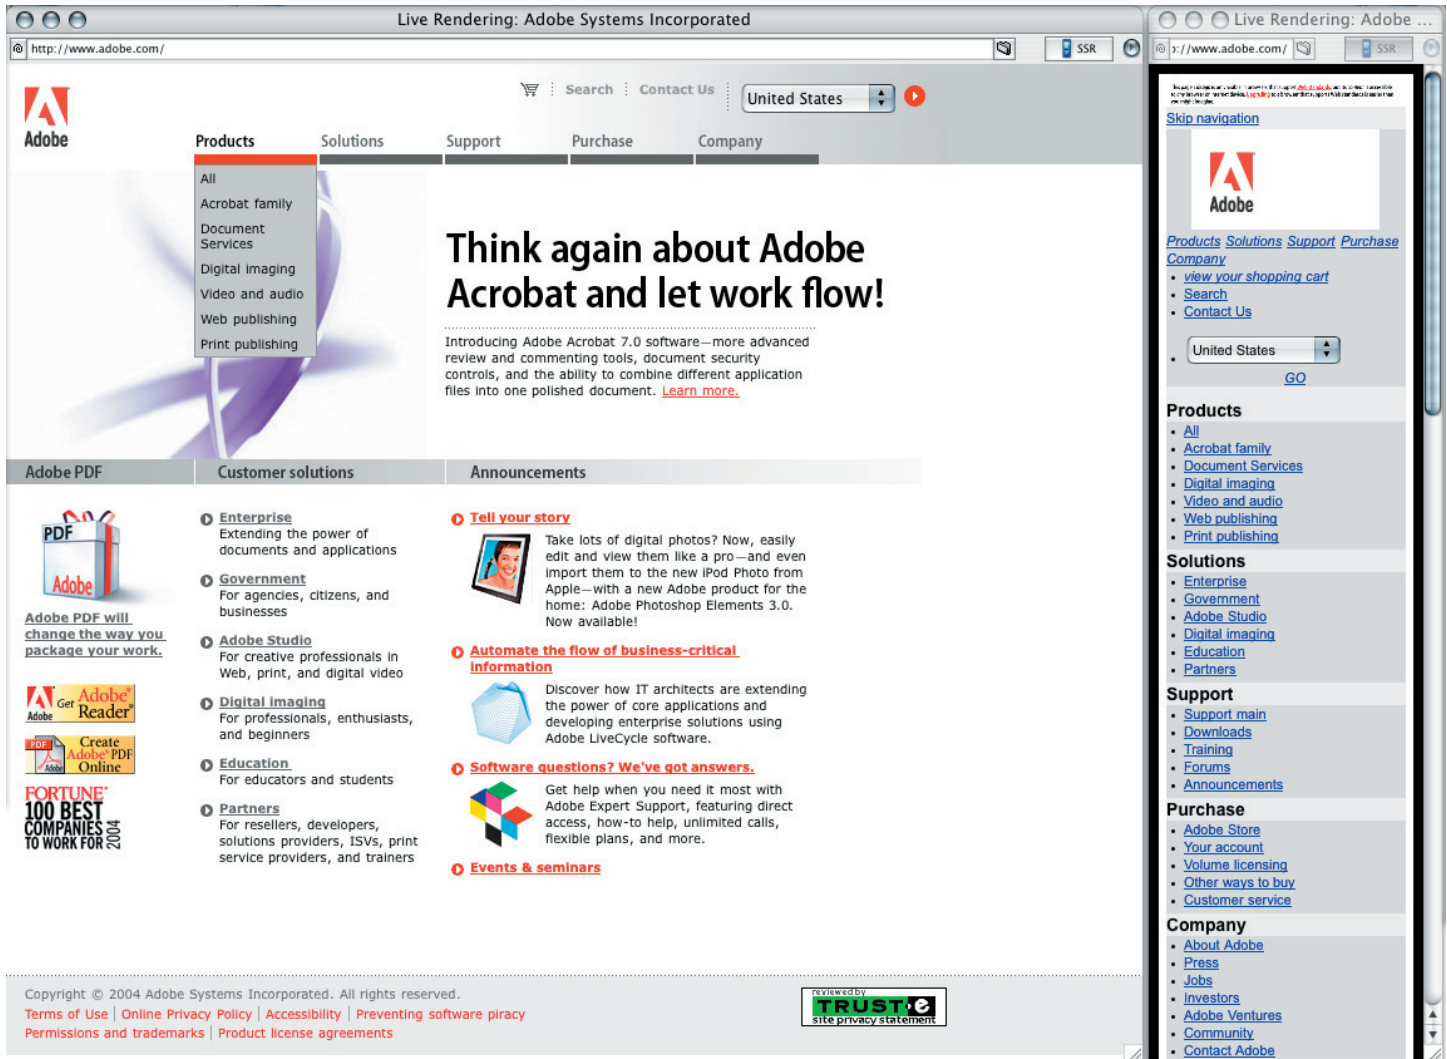 Live Rendering: Adobe Systems Incorporated
http://www.adobe.com/
SSR
Adobe
Search
Contact Us
United States
Products
Solutions
Support
Purchase
Company
All
Acrobat family
Document
Services
Digital imaging
Video and audio
Web publishing
Print publishing
Think again about Adobe
Acrobat and let work flow!
Introducing Adobe Acrobat 7.0 software—more advanced
review and commenting tools, document security
controls, and the ability to combine different application
files into one polished document. Learn more.
Adobe PDF
Customer solutions
Announcements
PDF
Adobe
Adobe PDF will
change the way you
package your work.
Adobe
Get Adobe®
Reader®
PDF
Adobe
Create
Adobe® PDF
Online
FORTUNE®
100 BEST
COMPANIES
TO WORK FOR 2004
Enterprise
Extending the power of
documents and applications
Government
For agencies, citizens, and
businesses
Adobe Studio
For creative professionals in
Web, print, and digital video
Digital imaging
For professionals, enthusiasts,
and beginners
Education
For educators and students
Partners
For resellers, developers,
solutions providers, ISVs, print
service providers, and trainers
Tell your story
Take lots of digital photos? Now, easily
edit and view them like a pro—and even
import them to the new iPod Photo from
Apple—with a new Adobe product for the
home: Adobe Photoshop Elements 3.0.
Now available!
Automate the flow of business-critical
information
Discover how IT architects are extending
the power of core applications and
developing enterprise solutions using
Adobe LiveCycle software.
Software questions? We've got answers.
Get help when you need it most with
Adobe Expert Support, featuring direct
access, how-to help, unlimited calls,
flexible plans, and more.
Events & seminars
Copyright © 2004 Adobe Systems Incorporated. All rights reserved.
Terms of Use | Online Privacy Policy | Accessibility | Preventing software piracy
Permissions and trademarks | Product license agreements
reviewed by
TRUST·e
site privacy statement
Live Rendering: Adobe ...
://www.adobe.com/
SSR
Skip navigation
Adobe
Products Solutions Support Purchase
Company
view your shopping cart
Search
Contact Us
United States
GO
Products
All
Acrobat family
Document Services
Digital imaging
Video and audio
Web publishing
Print publishing
Solutions
Enterprise
Government
Adobe Studio
Digital imaging
Education
Partners
Support
Support main
Downloads
Training
Forums
Announcements
Purchase
Adobe Store
Your account
Volume licensing
Other ways to buy
Customer service
Company
About Adobe
Press
Jobs
Investors
Adobe Ventures
Community
Contact Adobe